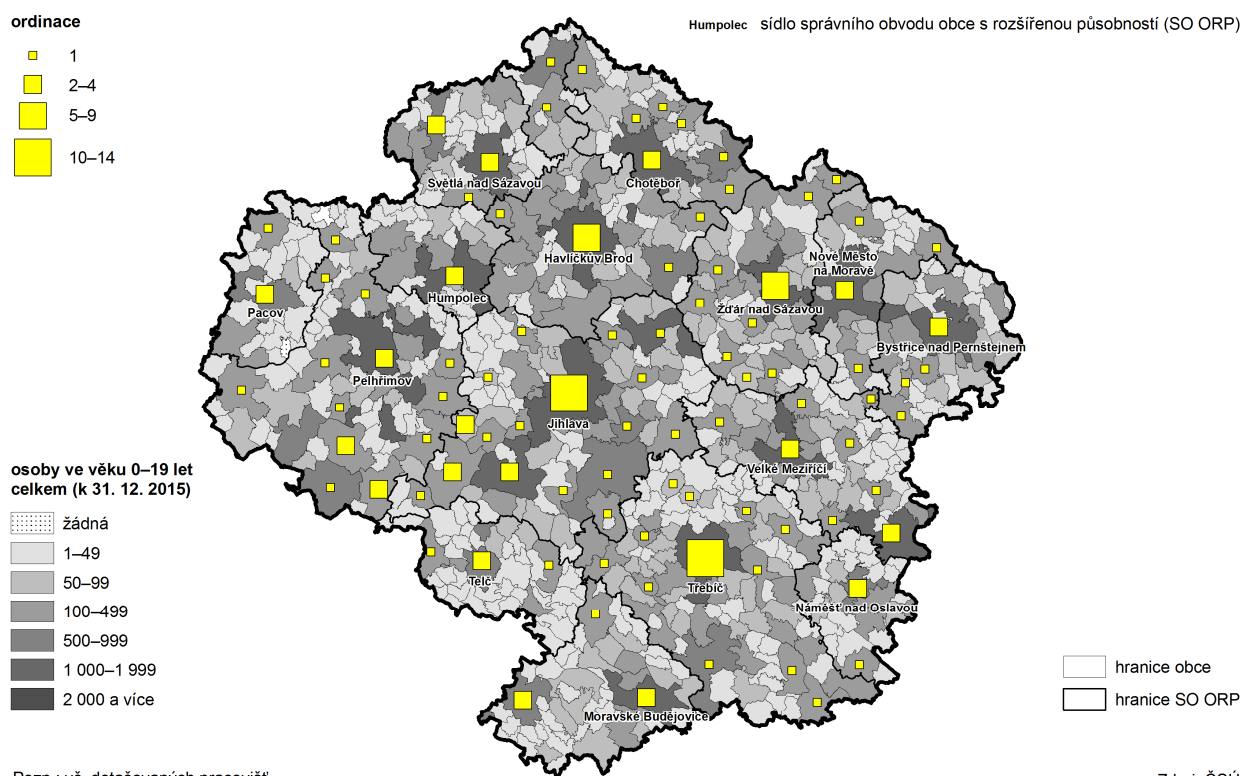 ordinace
1
2–4
5–9
10–14
Humpolec sídlo správního obvodu obce s rozšířenou působností (SO ORP)
Světlá nad Sázavou
Chotěboř
Havlíčkův Brod
Nové Město
na Moravě
Humpolec
Pacov
Žďár nad Sázavou
Bystřice nad Pernštejnem
Pelhřimov
Jihlava
Velké Meziříčí
Telč
Třebíč
Náměšť nad Oslavou
Moravské Budějovice
osoby ve věku 0–19 let
celkem (k 31. 12. 2015)
žádná
1–49
50–99
100–499
500–999
1 000–1 999
2 000 a více
hranice obce
hranice SO ORP